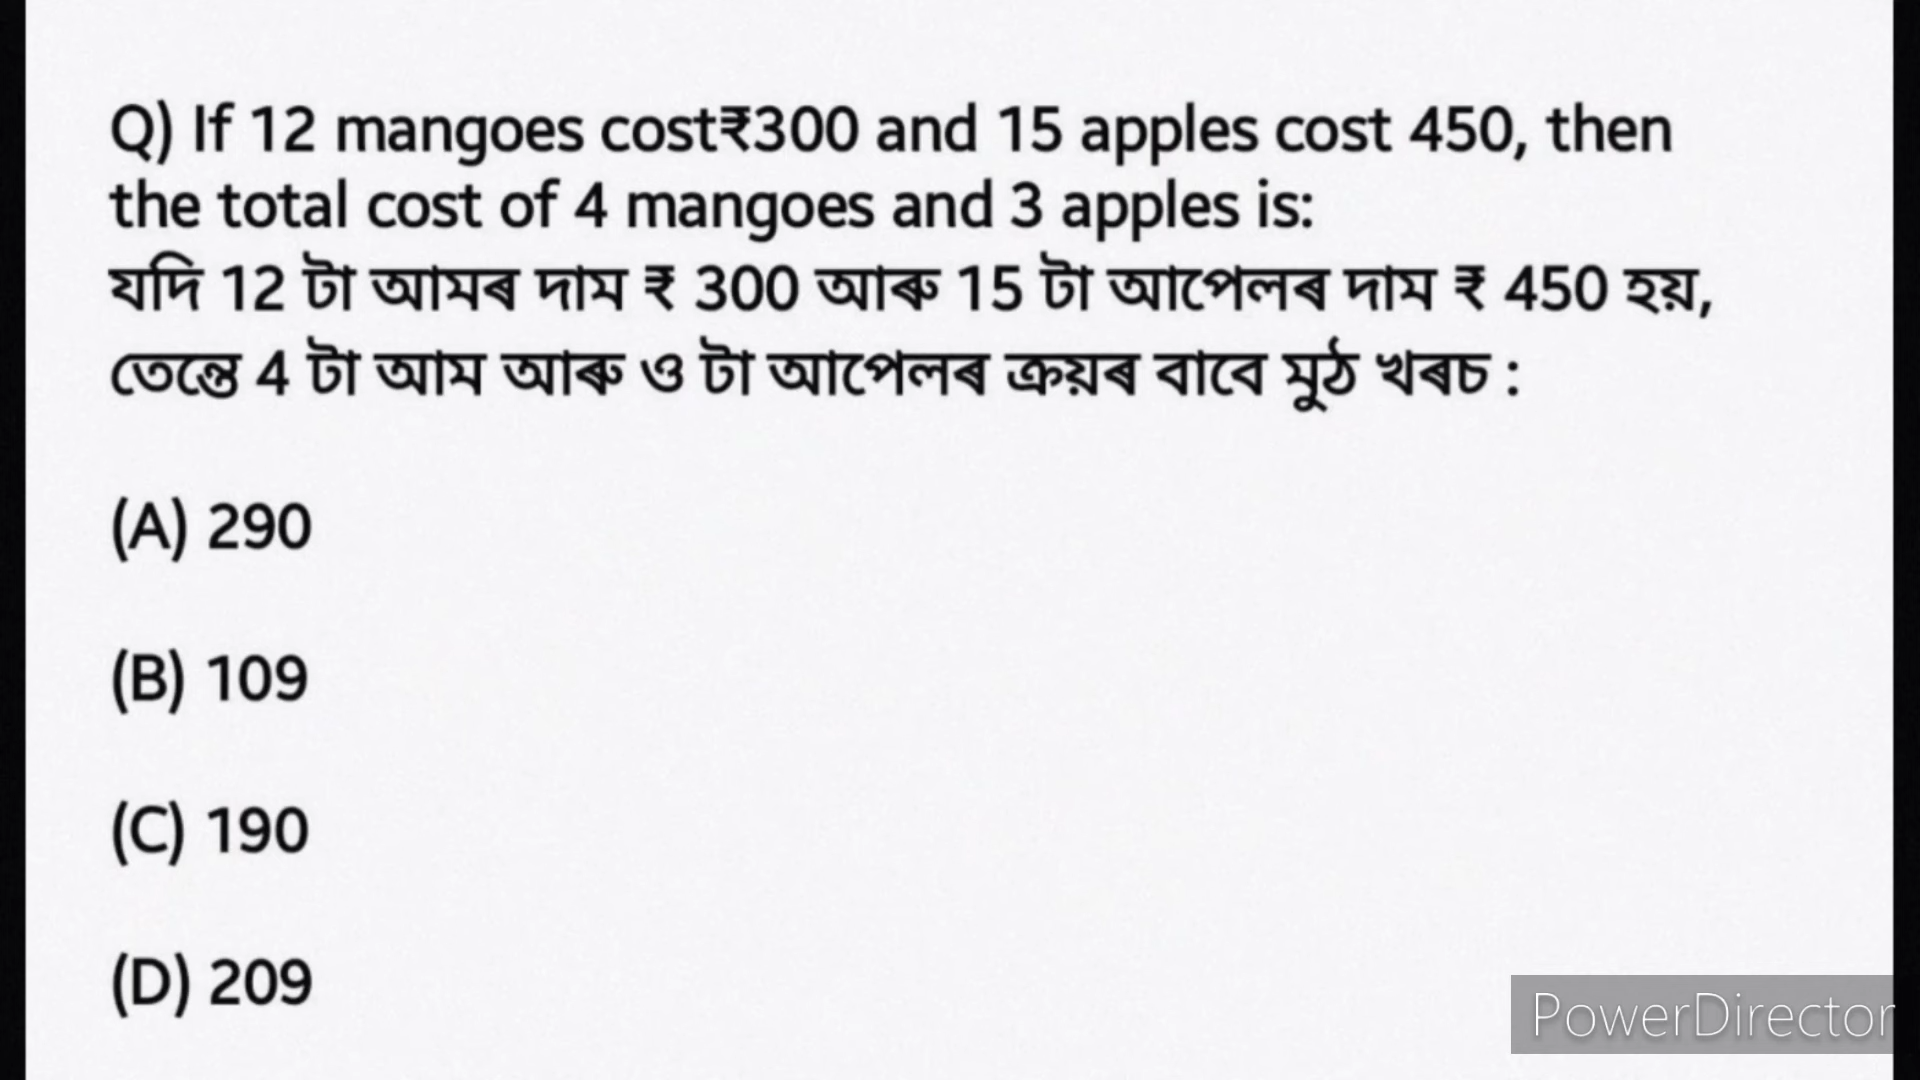 Q) If 12 mangoes cost₹300 and 15 apples cost 450, then
the total cost of 4 mangoes and 3 apples is:
যদি 12 টা আমৰ দাম ₹ 300 আৰু 15 টা আপেলৰ দাম ₹ 450 হয়,
তেন্তে 4 টা আম আৰু ও টা আপেলৰ ক্ৰয়ৰ বাবে মুঠ খৰচ :
(A) 290
(B) 109
(C) 190
(D) 209
PowerDirector